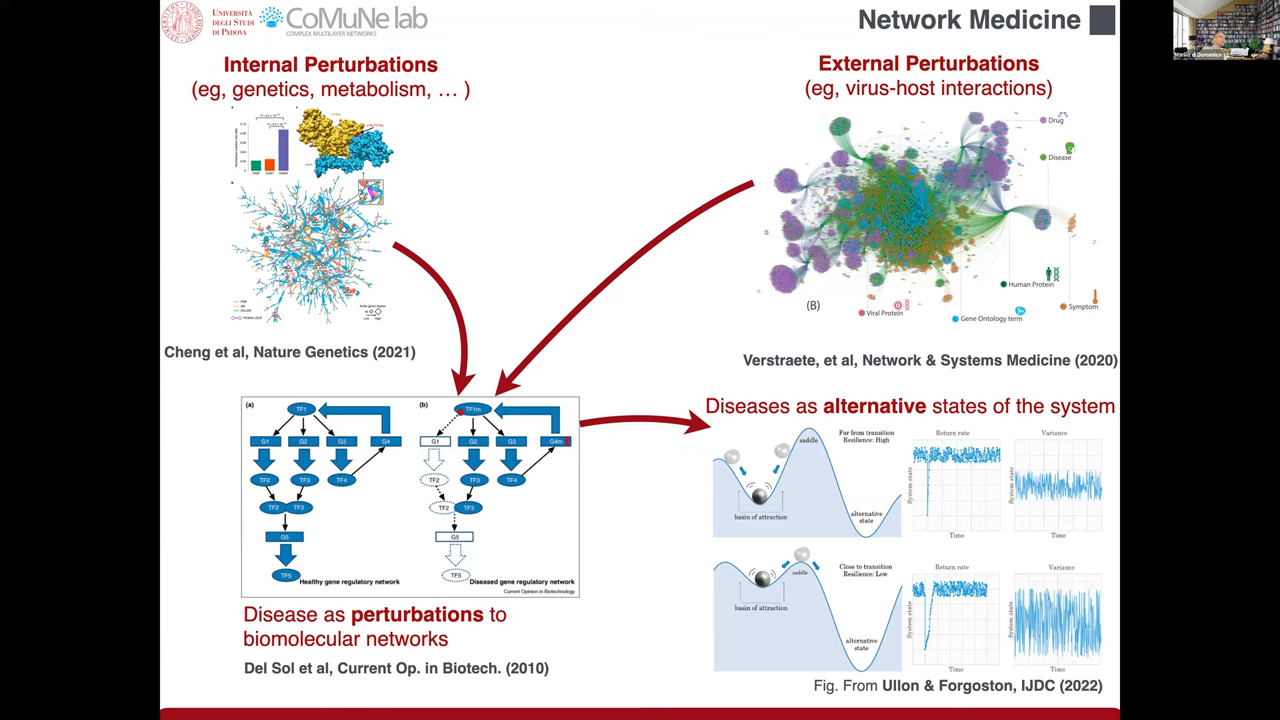 UNIVERSITÀ
DEGLI STUDI
DI PADOVA
CoMuNe lab
COMPLEX MULTILAYER NETWORKS
Network Medicine
Manlio De Domenico
Internal Perturbations
(eg, genetics, metabolism, … )
External Perturbations
(eg, virus-host interactions)
Drug
Disease
Human Protein
Symptom
(B)
Viral Protein
Gene Ontology term
Cheng et al, Nature Genetics (2021)
Verstraete, et al, Network & Systems Medicine (2020)
(a)
TF1
G1
G2
G3
G4
TF2
TF3
TF4
TF2
TF3
G5
TF5
Healthy gene regulatory network
(b)
TF1m
G1
G2
G3
G4m
TF2
TF3
TF4
TF2
TF3
G5
TF5
Diseased gene regulatory network
Current Opinion in Biotechnology
Disease as perturbations to
biomolecular networks
Del Sol et al, Current Op. in Biotech. (2010)
Diseases as alternative states of the system
saddle
Far from transition
Resilience: High
basin of attraction
alternative
state
Return rate
System state
Time
Variance
Time
saddle
Close to transition
Resilience: Low
basin of attraction
alternative
state
Return rate
System state
Time
Variance
Time
Fig. From Ullon & Forgoston, IJDC (2022)